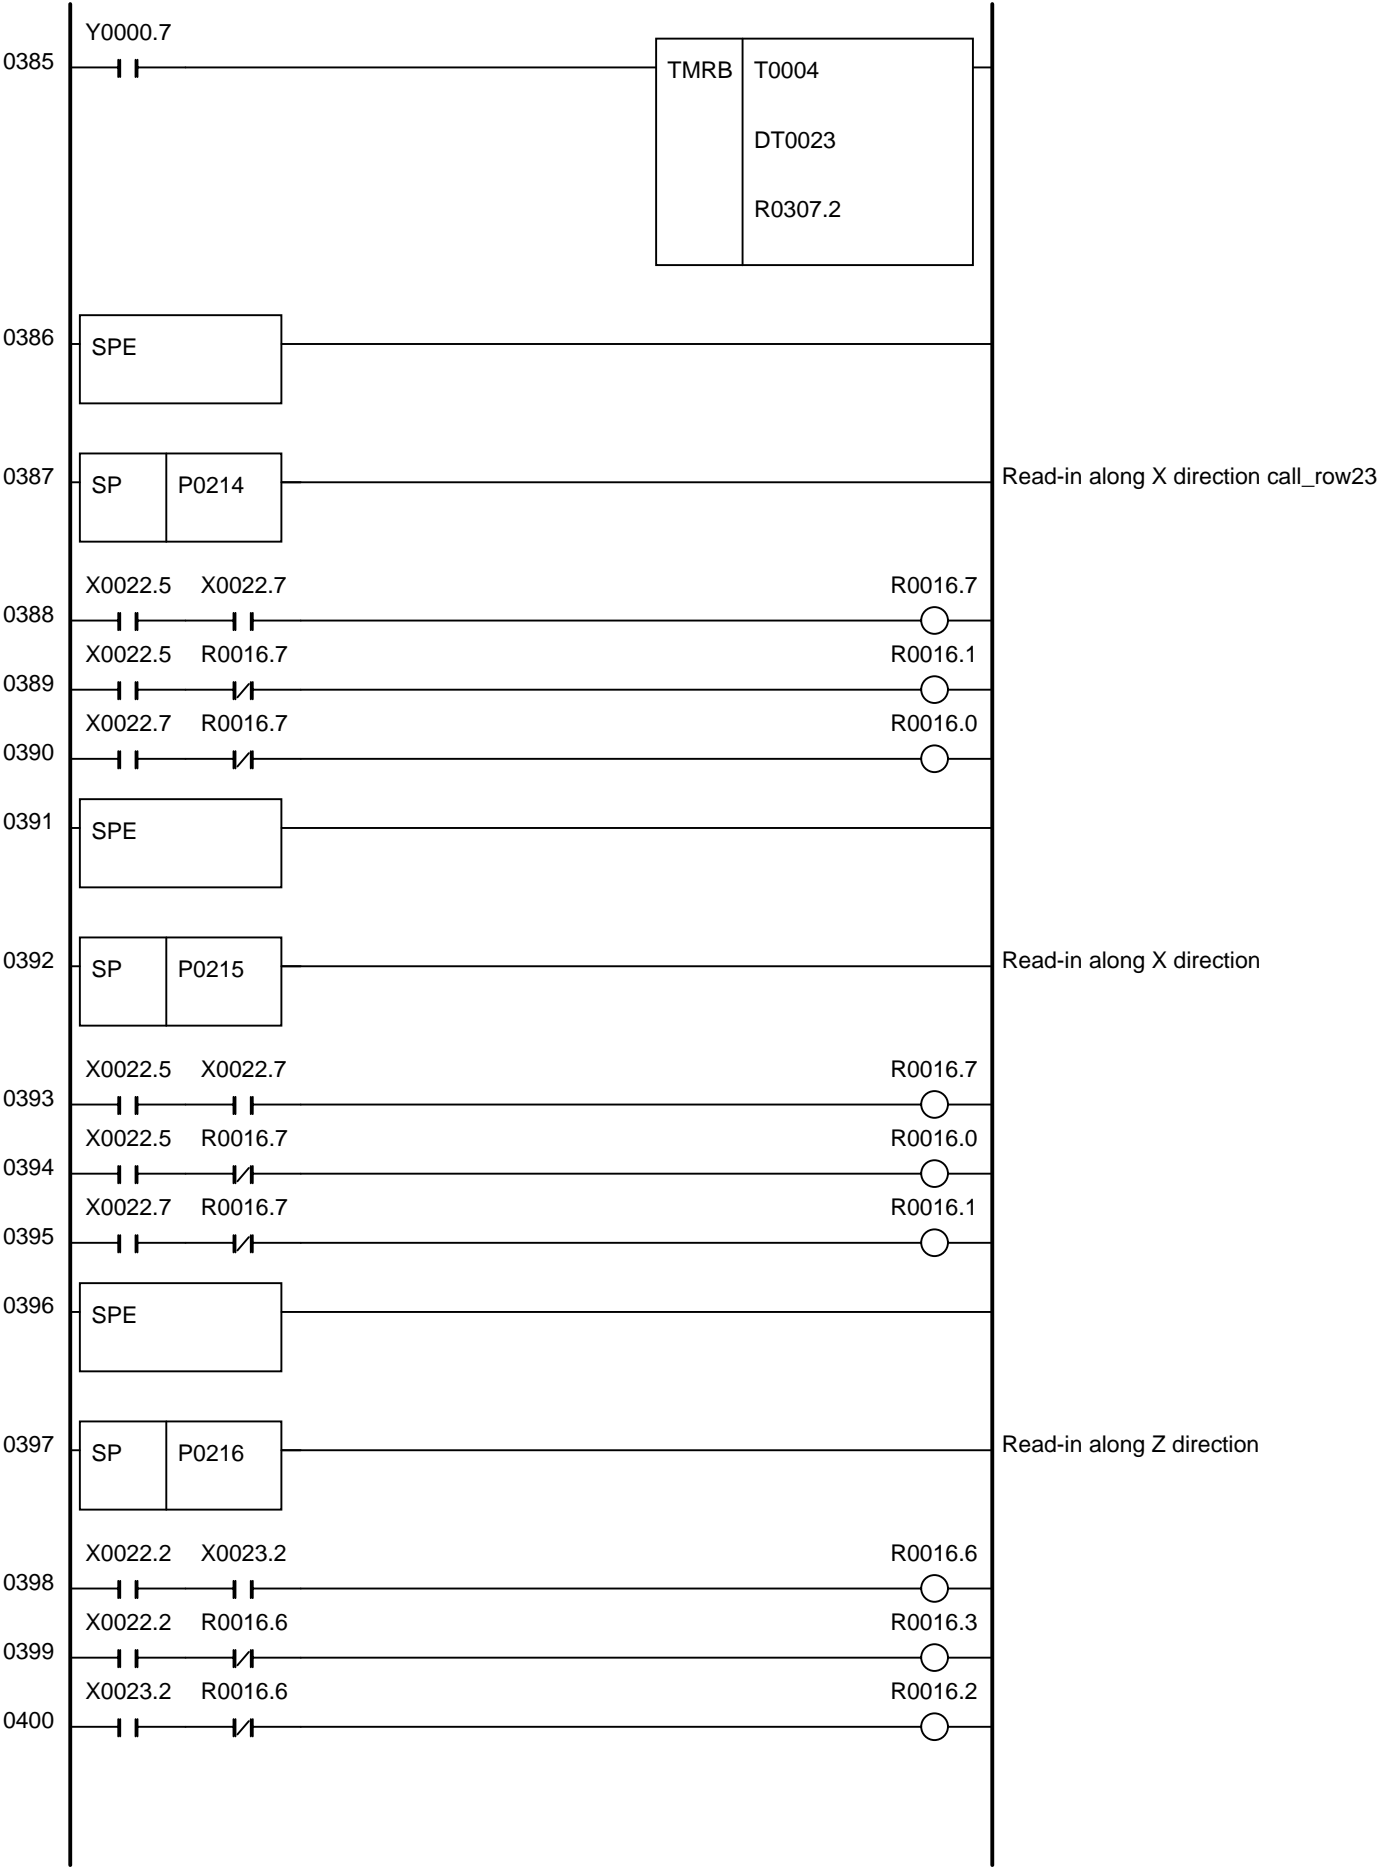 Y0000.7
0385
TMRB T0004
DT0023
R0307.2
0386 SPE
0387 SP P0214 Read-in along X direction call_row23
X0022.5 X0022.7 R0016.7
0388
X0022.5 R0016.7 R0016.1
0389
X0022.7 R0016.7 R0016.0
0390
0391 SPE
0392 SP P0215 Read-in along X direction
X0022.5 X0022.7 R0016.7
0393
X0022.5 R0016.7 R0016.0
0394
X0022.7 R0016.7 R0016.1
0395
0396 SPE
0397 SP P0216 Read-in along Z direction
X0022.2 X0023.2 R0016.6
0398
X0022.2 R0016.6 R0016.3
0399
X0023.2 R0016.6 R0016.2
0400